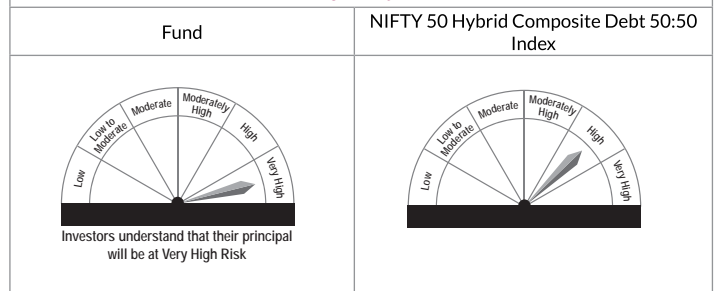 Fund
NIFTY 50 Hybrid Composite Debt 50:50
Index
Low
Low to
Moderate
Moderate
Moderately
High
High
Very High
Investors understand that their principal
will be at Very High Risk
Low
Low to
Moderate
Moderate
Moderately
High
High
Very High